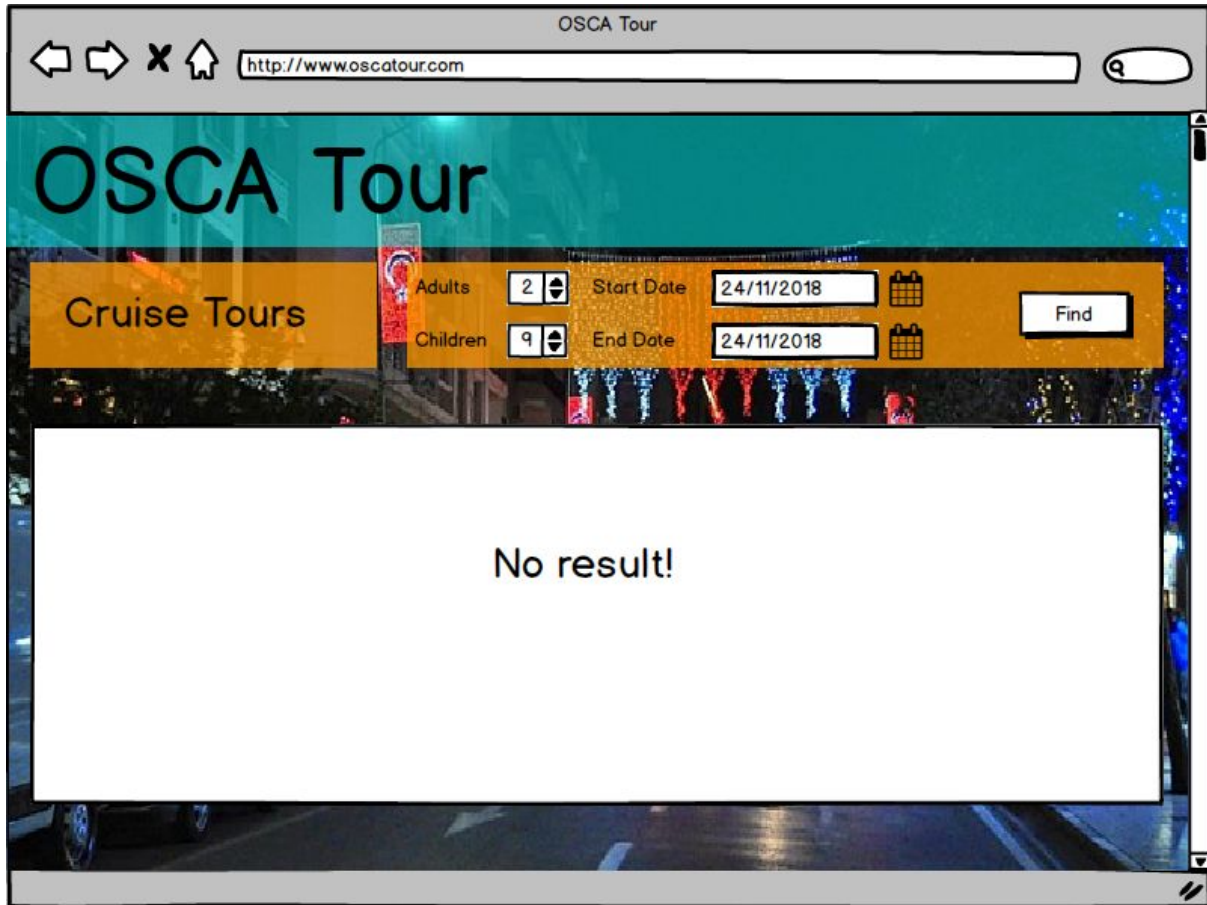 OSCA Tour
http://www.oscatour.com
OSCA Tour
Cruise Tours
Adults 2 Start Date 24/11/2018
Children 9 End Date 24/11/2018
Find
No result!